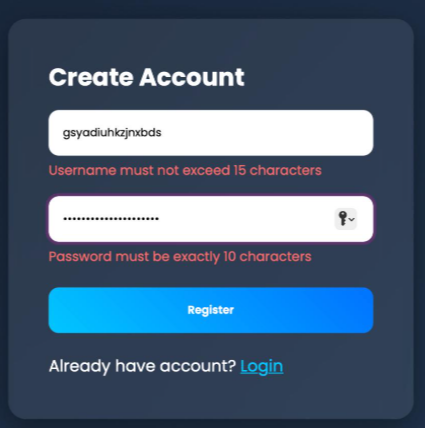 Create Account
gsyadiuhkzjnxbds
Username must not exceed 15 characters
•••••••••••••••••••••
Password must be exactly 10 characters
Register
Already have account? Login